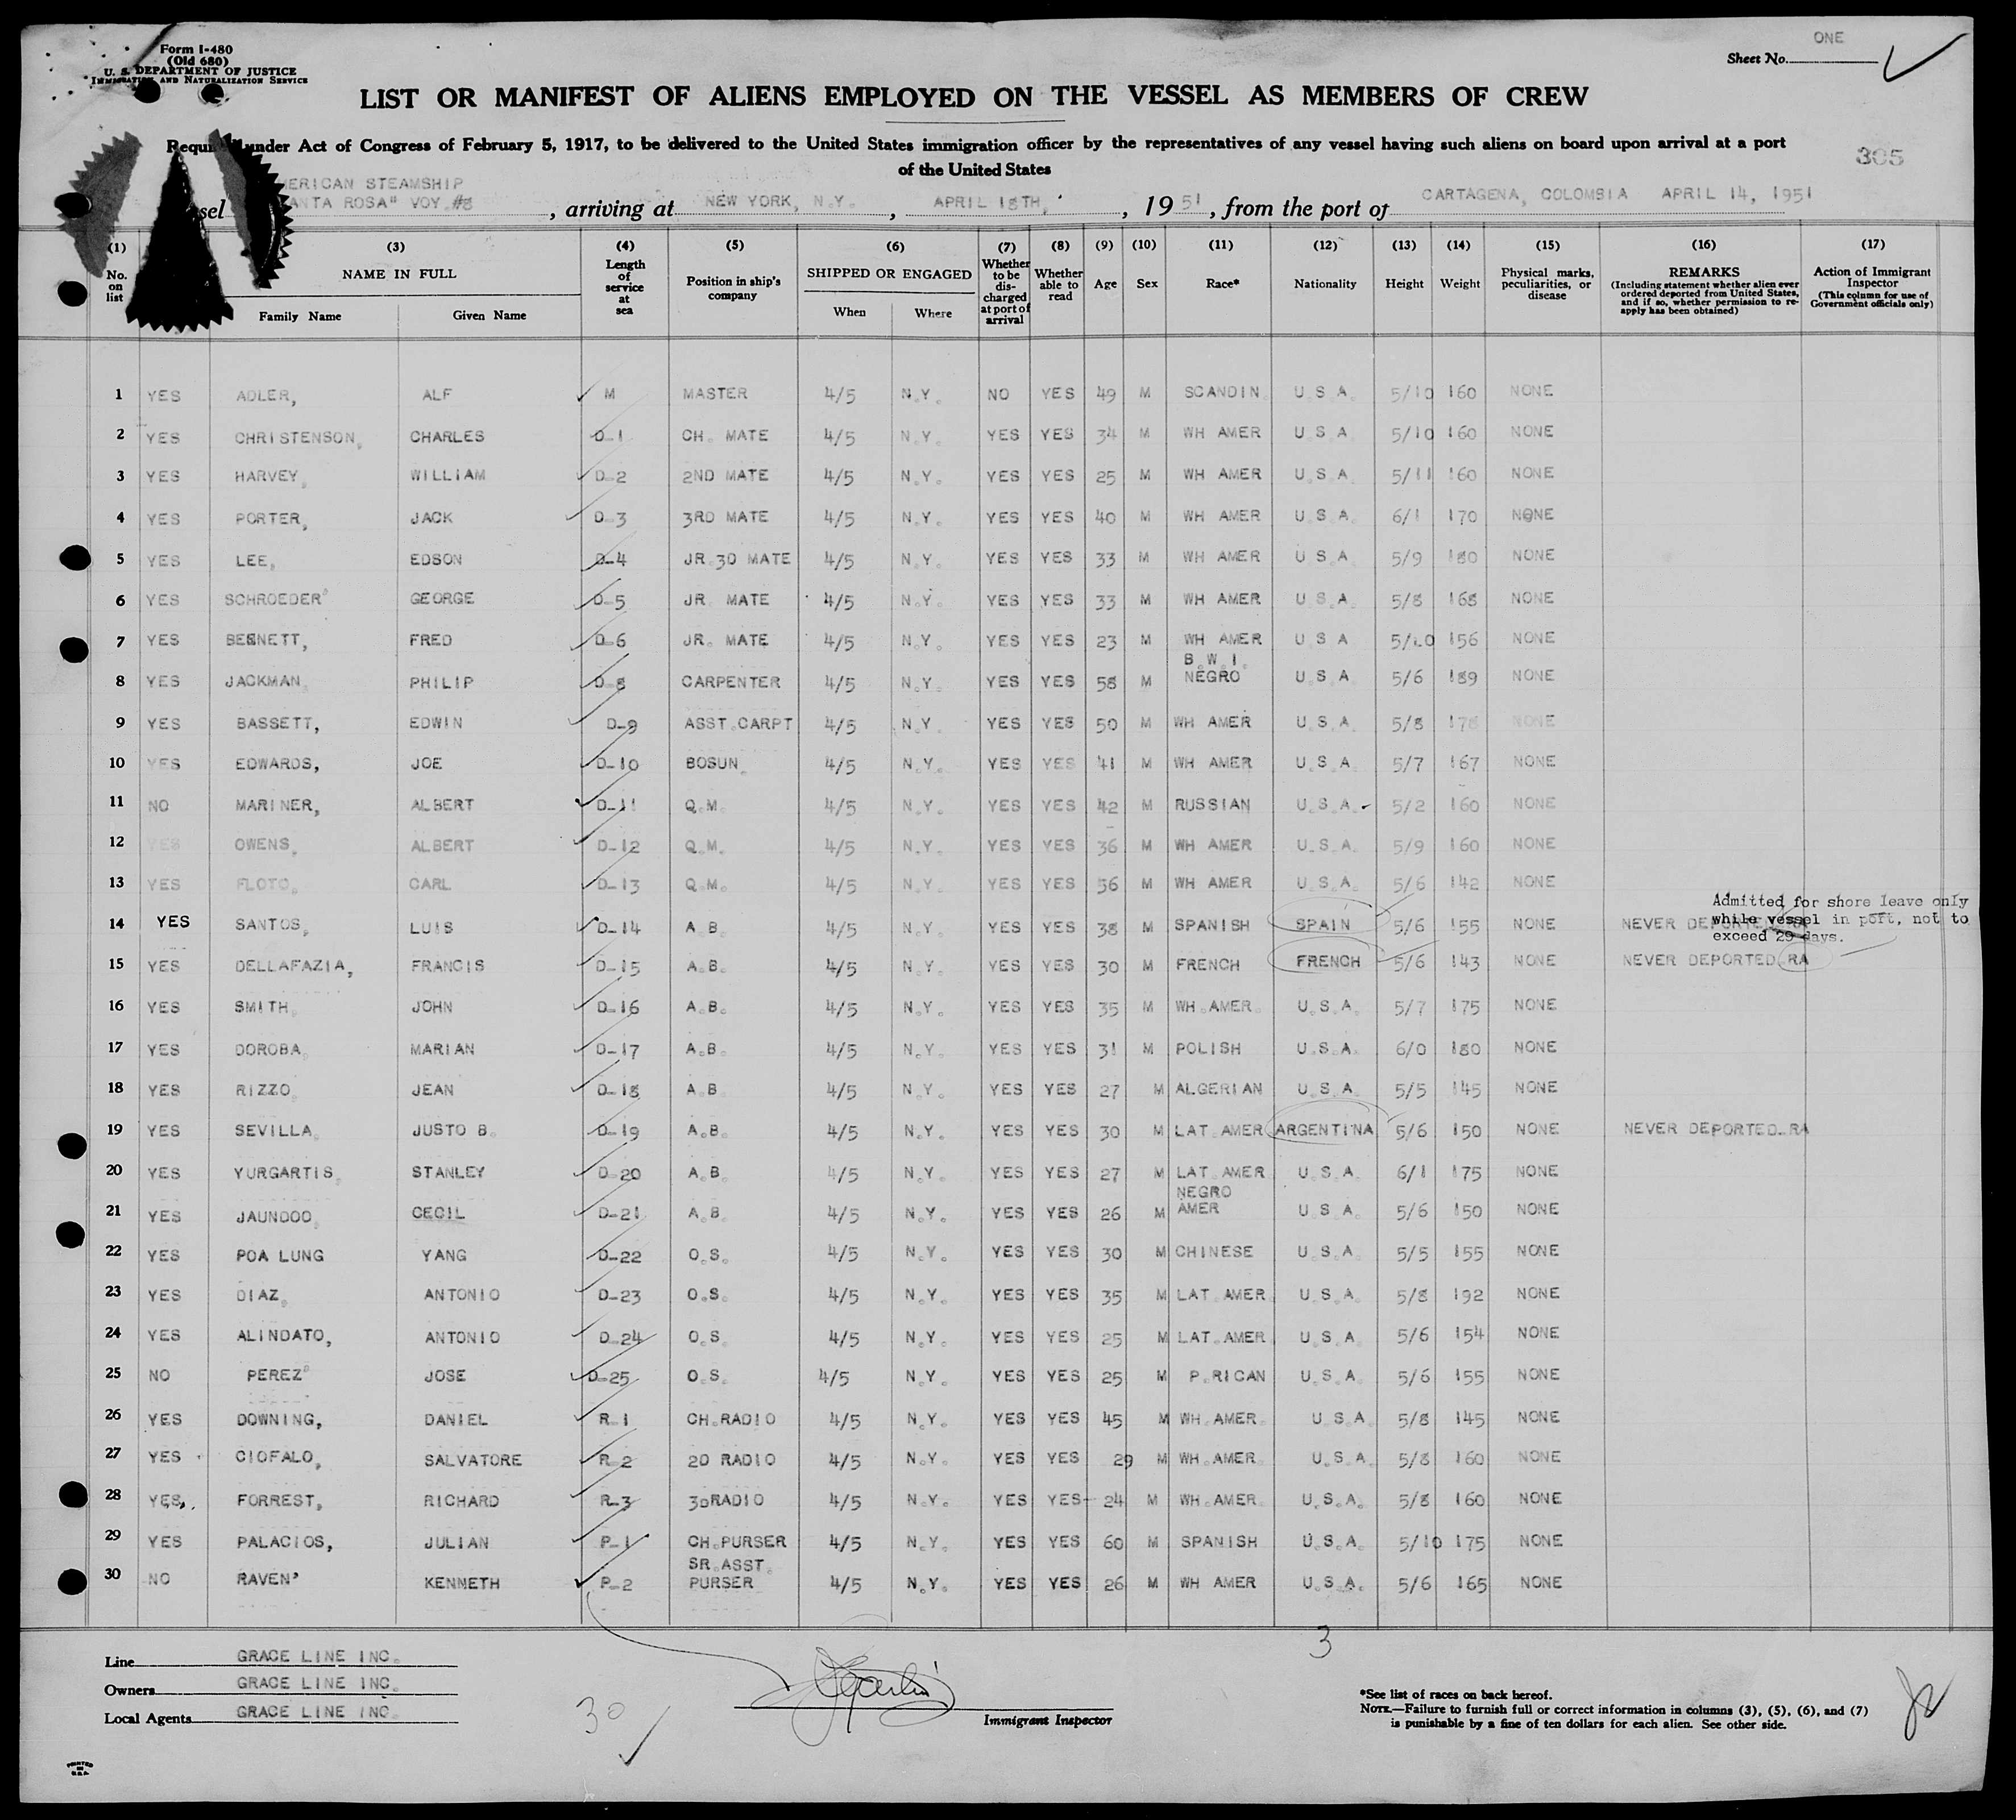 Form I-480
(Old 680)
U. S. DEPARTMENT OF JUSTICE
IMMIGRATION AND NATURALIZATION SERVICE
Sheet No. ONE
LIST OR MANIFEST OF ALIENS EMPLOYED ON THE VESSEL AS MEMBERS OF CREW
under Act of Congress of February 5, 1917, to be delivered to the United States immigration officer by the representatives of any vessel having such aliens on board upon arrival at a port
of the United States
305
ERICAN STEAMSHIP
sel ANTA ROSA" VOY. #8, arriving at NEW YORK, N.Y., APRIL 18TH, 1951, from the port of CARTAGENA, COLOMBIA APRIL 14, 1951
(1) (3) (4) (5) (6) (7) (8) (9) (10) (11) (12) (13) (14) (15) (16) (17)
No. on list
NAME IN FULL
Family Name Given Name
Length of service at sea
Position in ship's company
SHIPPED OR ENGAGED
When Where
Whether to be discharged at port of arrival
Whether able to read
Age
Sex
Race*
Nationality
Height
Weight
Physical marks, peculiarities, or disease
REMARKS
(Including statement whether alien ever ordered deported from United States, and if so, whether permission to re-apply has been obtained)
Action of Immigrant Inspector
(This column for use of Government officials only)
1 YES ADLER, ALF M MASTER 4/5 N.Y. NO YES 49 M SCANDIN. U.S.A. 5/10 160 NONE
2 YES CHRISTENSON, CHARLES D-1 CH. MATE 4/5 N.Y. YES YES 34 M WH AMER U.S.A 5/10 160 NONE
3 YES HARVEY, WILLIAM D-2 2ND MATE 4/5 N.Y. YES YES 25 M WH AMER U.S.A. 5/11 160 NONE
4 YES PORTER, JACK D-3 3RD MATE 4/5 N.Y. YES YES 40 M WH AMER U.S.A. 6/1 170 NONE
5 YES LEE, EDSON D-4 JR.3D MATE 4/5 N.Y. YES YES 33 M WH AMER U.S.A 5/9 180 NONE
6 YES SCHROEDER, GEORGE D-5 JR. MATE 4/5 N.Y. YES YES 33 M WH AMER U.S.A. 5/8 168 NONE
7 YES BENNETT, FRED D-6 JR. MATE 4/5 N.Y YES YES 23 M WH AMER U S A 5/10 156 NONE
8 YES JACKMAN, PHILIP D-8 CARPENTER 4/5 N.Y. YES YES 58 M B.W.I. NEGRO U.S.A 5/6 189 NONE
9 YES BASSETT, EDWIN D-9 ASST.CARPT 4/5 N.Y YES YES 50 M WH AMER U.S.A. 5/8 178 NONE
10 YES EDWARDS, JOE D-10 BOSUN. 4/5 N.Y. YES YES 41 M WH AMER U.S.A. 5/7 167 NONE
11 NO MARINER, ALBERT D-11 Q.M. 4/5 N.Y. YES YES 42 M RUSSIAN U.S.A. 5/2 160 NONE
12 YES OWENS, ALBERT D-12 Q.M. 4/5 N.Y. YES YES 36 M WH AMER U.S.A. 5/9 160 NONE
13 YES FLOTO, CARL D-13 Q.M. 4/5 N.Y. YES YES 56 M WH AMER U.S.A. 5/6 142 NONE
14 YES SANTOS, LUIS D-14 A.B. 4/5 N.Y. YES YES 38 M SPANISH SPAIN 5/6 155 NONE NEVER DEPORTED
Admitted for shore leave only
while vessel in port, not to
exceed 29 days.
15 YES DELLAFAZIA, FRANCIS D-15 A.B. 4/5 N.Y. YES YES 30 M FRENCH FRENCH 5/6 143 NONE NEVER DEPORTED RA
16 YES SMITH, JOHN D-16 A.B. 4/5 N.Y. YES YES 35 M WH.AMER. U.S.A. 5/7 175 NONE
17 YES DOROBA, MARIAN D-17 A.B. 4/5 N.Y. YES YES 31 M POLISH U.S.A. 6/0 180 NONE
18 YES RIZZO, JEAN D-18 A.B. 4/5 N.Y. YES YES 27 M ALGERIAN U.S.A. 5/5 145 NONE
19 YES SEVILLA, JUSTO B. D-19 A.B. 4/5 N.Y. YES YES 30 M LAT.AMER ARGENTINA 5/6 150 NONE NEVER DEPORTED-RA
20 YES YURGARTIS, STANLEY D-20 A.B. 4/5 N.Y. YES YES 27 M LAT.AMER U.S.A. 6/1 175 NONE
21 YES JAUNDOO, CECIL D-21 A.B. 4/5 N.Y. YES YES 26 M NEGRO AMER U.S.A. 5/6 150 NONE
22 YES POA LUNG YANG D-22 O.S. 4/5 N.Y. YES YES 30 M CHINESE U.S.A. 5/5 155 NONE
23 YES DIAZ, ANTONIO D-23 O.S. 4/5 N.Y. YES YES 35 M LAT.AMER. U.S.A. 5/8 192 NONE
24 YES ALINDATO, ANTONIO D-24 O.S. 4/5 N.Y. YES YES 25 M LAT.AMER. U.S.A. 5/6 154 NONE
25 NO PEREZ, JOSE D-25 O.S. 4/5 N.Y. YES YES 25 M P.RICAN U.S.A. 5/6 155 NONE
26 YES DOWNING, DANIEL R-1 CH.RADIO 4/5 N.Y. YES YES 45 M WH.AMER. U.S.A. 5/8 145 NONE
27 YES CIOFALO, SALVATORE R-2 2D RADIO 4/5 N.Y. YES YES 29 M WH.AMER. U.S.A. 5/8 160 NONE
28 YES, FORREST, RICHARD R-3 3DRADIO 4/5 N.Y. YES YES 24 M WH.AMER. U.S.A. 5/8 160 NONE
29 YES PALACIOS, JULIAN P-1 CH.PURSER 4/5 N.Y. YES YES 60 M SPANISH U.S.A. 5/10 175 NONE
30 NO RAVEN, KENNETH P-2 SR.ASST. PURSER 4/5 N.Y. YES YES 26 M WH AMER U.S.A. 5/6 165 NONE
3
Line GRACE LINE INC.
Owners GRACE LINE INC.
Local Agents GRACE LINE INC.
30
Immigrant Inspector
*See list of races on back hereof.
NOTE.—Failure to furnish full or correct information in columns (3), (5), (6), and (7)
is punishable by a fine of ten dollars for each alien. See other side.
PRINTED IN U.S.A.